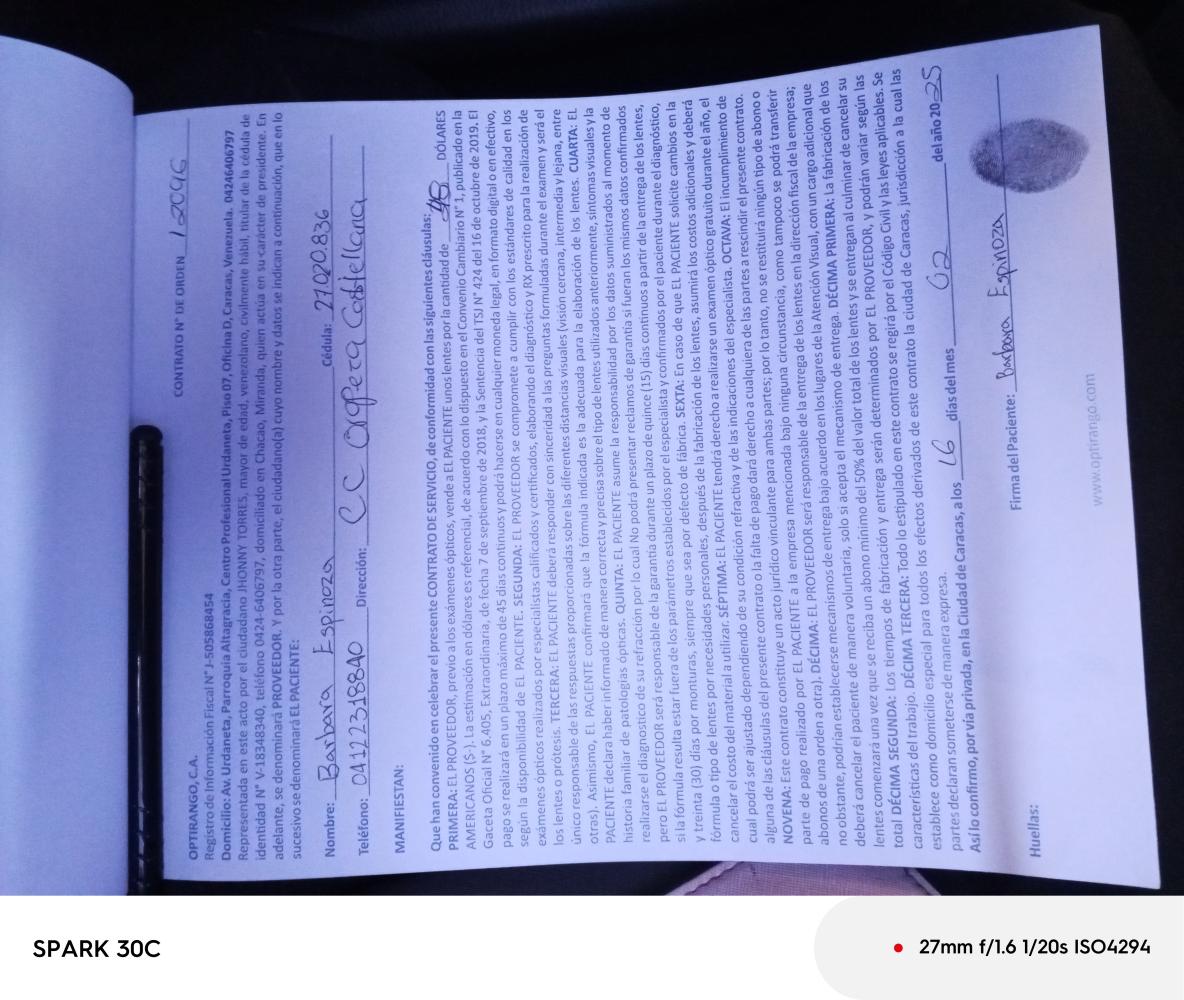 CONTRATO N° DE ORDEN 12096
OPTIRANGO, C.A.
Registro de Información Fiscal N° J-505868454
Domicilio: Av. Urdaneta, Parroquia Altagracia, Centro Profesional Urdaneta, Piso 07, Oficina D, Caracas, Venezuela. 04246406797
Representada en este acto por el ciudadano JHONNY TORRES, mayor de edad, venezolano, civilmente hábil, titular de la cédula de
identidad N° V-18348340, teléfono 0424-6406797, domiciliado en Chacao, Miranda, quien actúa en su carácter de presidente. En
adelante, se denominará PROVEEDOR. Y por la otra parte, el ciudadano(a) cuyo nombre y datos se indican a continuación, que en lo
sucesivo se denominará EL PACIENTE:
Nombre: Barbara Espinoza Cédula: 27.020.836
Teléfono: 04123118840 Dirección: CC Opera Castellana
MANIFIESTAN:
Que han convenido en celebrar el presente CONTRATO DE SERVICIO, de conformidad con las siguientes cláusulas:
PRIMERA: EL PROVEEDOR, previo a los exámenes ópticos, vende a EL PACIENTE unos lentes por la cantidad de DÓLARES
AMERICANOS ($-). La estimación en dólares es referencial, de acuerdo con lo dispuesto en el Convenio Cambiario N° 1, publicado en la
Gaceta Oficial N° 6,405, Extraordinaria, de fecha 7 de septiembre de 2018, y la Sentencia del TSJ N° 424 del 16 de octubre de 2019. El
pago se realizará en un plazo máximo de 45 días continuos y podrá hacerse en cualquier moneda legal, en formato digital o en efectivo,
según la disponibilidad de EL PACIENTE. SEGUNDA: EL PROVEEDOR se compromete a cumplir con los estándares de calidad en los
exámenes ópticos realizados por especialistas calificados y certificados, elaborando el diagnóstico y RX prescrito para la realización de
los lentes o prótesis. TERCERA: EL PACIENTE deberá responder con sinceridad a las preguntas formuladas durante el examen y será el
único responsable de las respuestas proporcionadas sobre las diferentes distancias visuales (visión cercana, intermedia y lejana, entre
otras). Asimismo, EL PACIENTE confirmará que la fórmula indicada es la adecuada para la elaboración de los lentes. CUARTA: EL
PACIENTE declara haber informado de manera correcta y precisa sobre el tipo de lentes utilizados anteriormente, síntomas visuales y la
historia familiar de patologías ópticas. QUINTA: EL PACIENTE asume la responsabilidad por los datos suministrados al momento de
realizarse el diagnostico de su refracción por lo cual No podrá presentar reclamos de garantía si fueran los mismos datos confirmados
pero EL PROVEEDOR será responsable de la garantía durante un plazo de quince (15) días continuos a partir de la entrega de los lentes,
si la fórmula resulta estar fuera de los parámetros establecidos por el especialista y confirmados por el paciente durante el diagnóstico,
y treinta (30) días por monturas, siempre que sea por defecto de fábrica. SEXTA: En caso de que EL PACIENTE solicite cambios en la
fórmula o tipo de lentes por necesidades personales, después de la fabricación de los lentes, asumirá los costos adicionales y deberá
cancelar el costo del material a utilizar. SÉPTIMA: EL PACIENTE tendrá derecho a realizarse un examen óptico gratuito durante el año, el
cual podrá ser ajustado dependiendo de su condición refractiva y de las indicaciones del especialista. OCTAVA: El incumplimiento de
alguna de las cláusulas del presente contrato o la falta de pago dará derecho a cualquiera de las partes a rescindir el presente contrato.
NOVENA: Este contrato constituye un acto jurídico vinculante para ambas partes; por lo tanto, no se restituirá ningún tipo de abono o
parte de pago realizado por EL PACIENTE a la empresa mencionada bajo ninguna circunstancia, como tampoco se podrá transferir
abonos de una orden a otra). DÉCIMA: EL PROVEEDOR será responsable de la entrega de los lentes en la dirección fiscal de la empresa;
no obstante, podrían establecerse mecanismos de entrega bajo acuerdo en los lugares de la Atención Visual, con un cargo adicional que
deberá cancelar el paciente de manera voluntaria, solo si acepta el mecanismo de entrega. DÉCIMA PRIMERA: La fabricación de los
lentes comenzará una vez que se reciba un abono mínimo del 50% del valor total de los lentes y se entregan al culminar de cancelar su
total DÉCIMA SEGUNDA: Los tiempos de fabricación y entrega serán determinados por EL PROVEEDOR, y podrán variar según las
características del trabajo. DÉCIMA TERCERA: Todo lo estipulado en este contrato se regirá por el Código Civil y las leyes aplicables. Se
establece como domicilio especial para todos los efectos derivados de este contrato la ciudad de Caracas, jurisdicción a la cual las
partes declaran someterse de manera expresa.
Así lo confirmo, por vía privada, en la Ciudad de Caracas, a los 16 días del mes 02 del año 2025
Firma del Paciente: Barbara Espinoza
Huellas:
www.optirango.com
SPARK 30C
27mm f/1.6 1/20s ISO4294